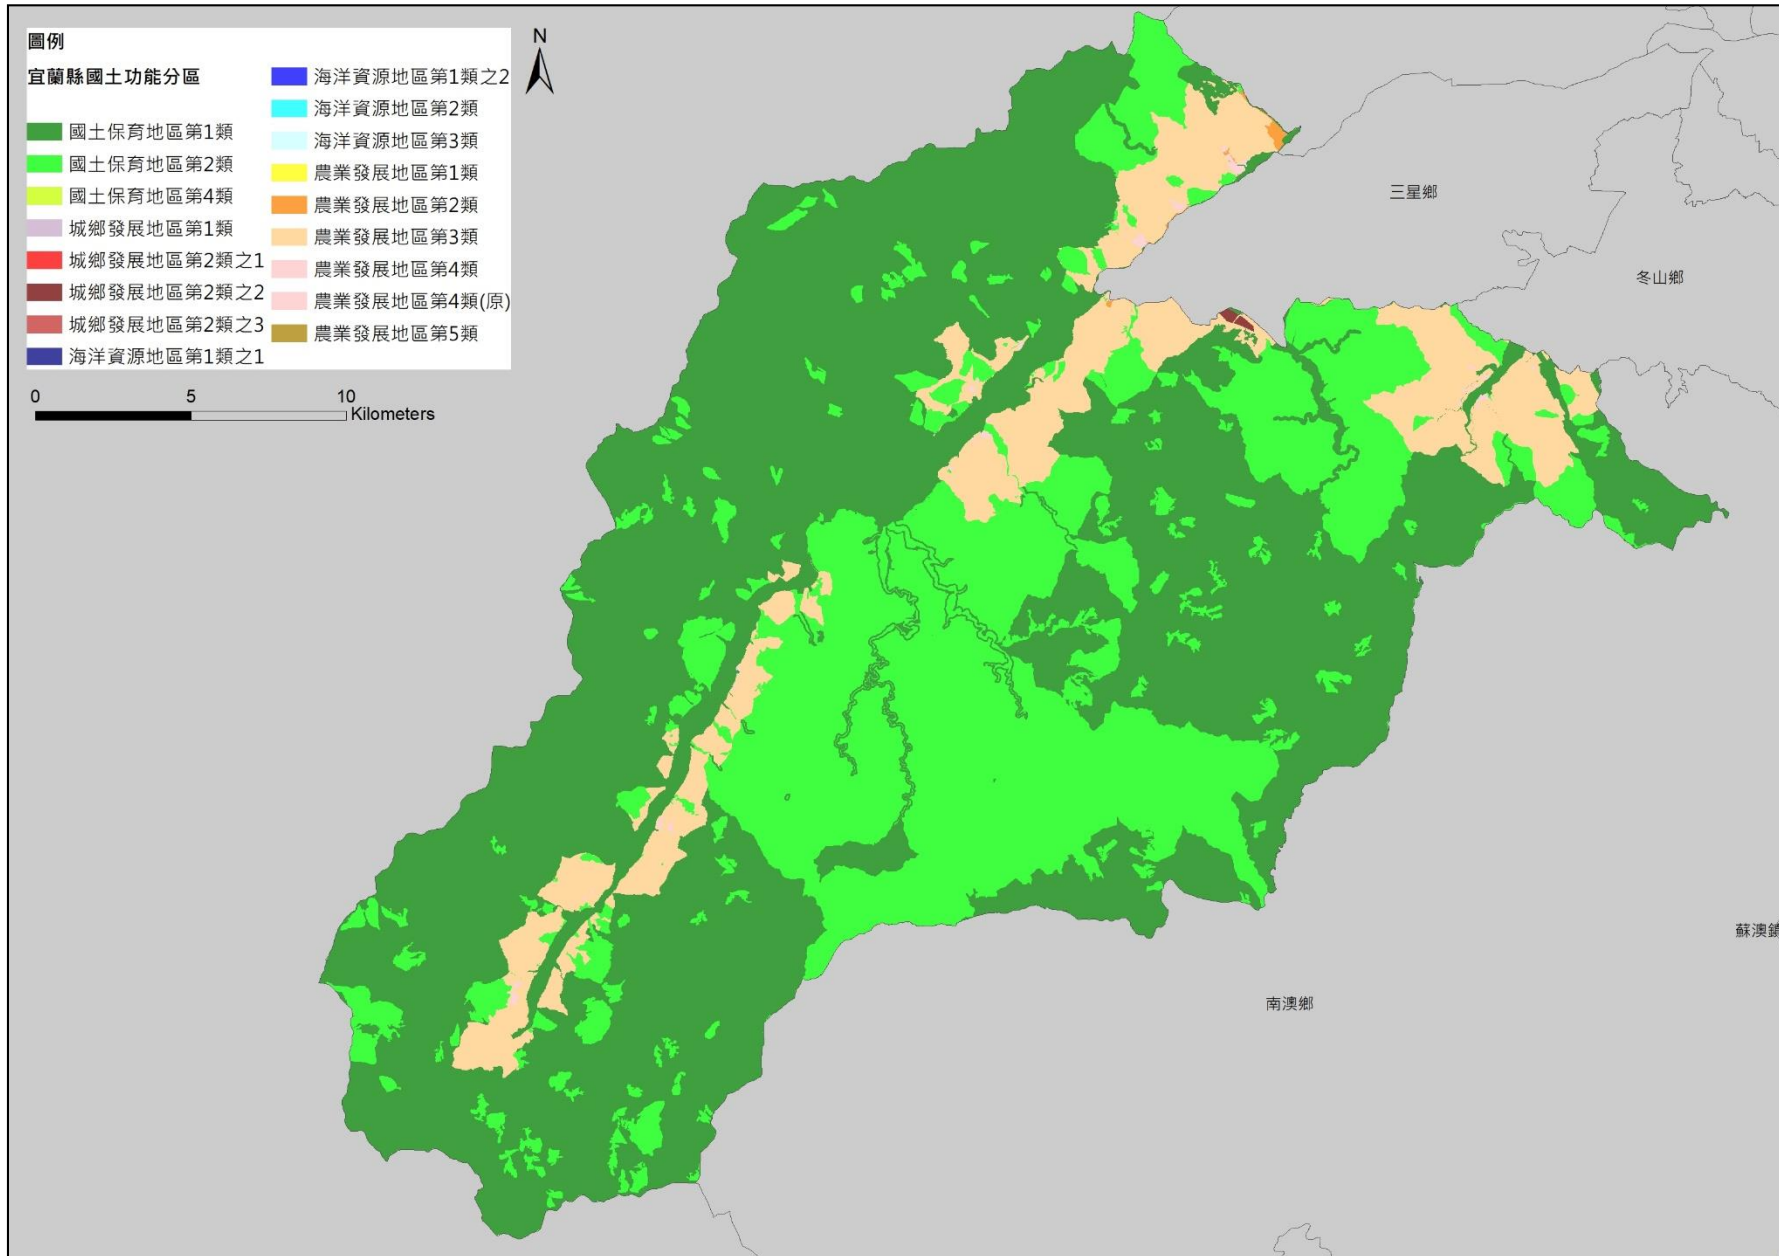 圖例
宜蘭縣國土功能分區
國土保育地區第1類
國土保育地區第2類
國土保育地區第4類
城鄉發展地區第1類
城鄉發展地區第2類之1
城鄉發展地區第2類之2
城鄉發展地區第2類之3
海洋資源地區第1類之1
海洋資源地區第1類之2
海洋資源地區第2類
海洋資源地區第3類
農業發展地區第1類
農業發展地區第2類
農業發展地區第3類
農業發展地區第4類
農業發展地區第4類(原)
農業發展地區第5類
N
0 5 10
Kilometers
三星鄉
冬山鄉
蘇澳鎮
南澳鄉